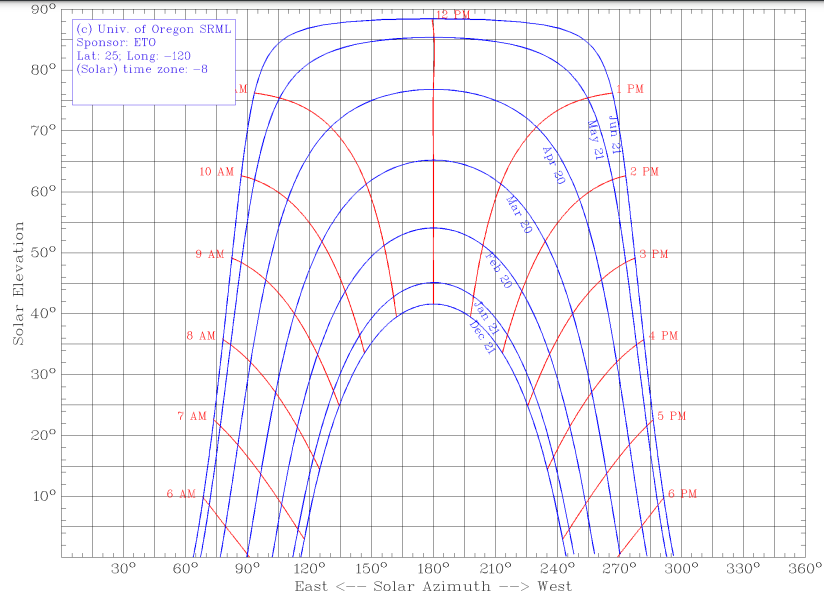 90°
12 PM
(c) Univ. of Oregon SRML
Sponsor: ETO
Lat: 25; Long: -120
(Solar) time zone: -8
80°
AM
1 PM
70°
Jun 21
May 21
Apr 20
10 AM
2 PM
60°
Mar 20
50°
9 AM
3 PM
Feb 20
Solar Elevation
40°
Jan 21
Dec 21
8 AM
4 PM
30°
7 AM
5 PM
20°
10°
6 AM
6 PM
30° 60° 90° 120° 150° 180° 210° 240° 270° 300° 330° 360°
East <-- Solar Azimuth --> West